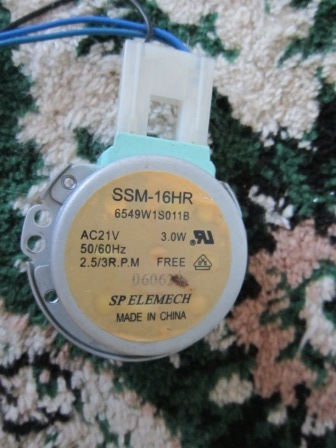 SSM-16HR
6549W1S011B
AC21V 3.0W
50/60Hz
2.5/3R.P.M FREE
SP ELEMECH
MADE IN CHINA